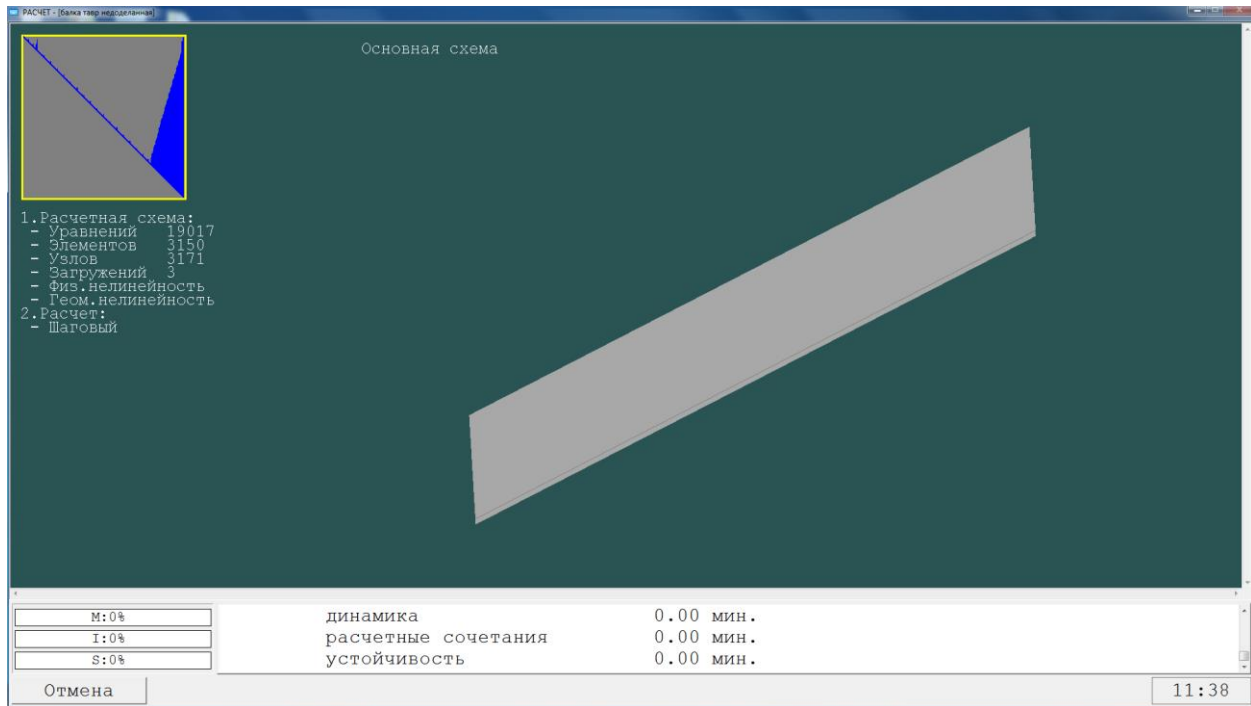 РАСЧЕТ - [балка тавр недоделанная]
Основная схема
1.Расчетная схема:
- Уравнений 19017
- Элементов 3150
- Узлов 3171
- Загружений 3
- Физ.нелинейность
- Геом.нелинейность
2.Расчет:
- Шаговый
M:0%
I:0%
S:0%
динамика 0.00 мин.
расчетные сочетания 0.00 мин.
устойчивость 0.00 мин.
Отмена
11:38